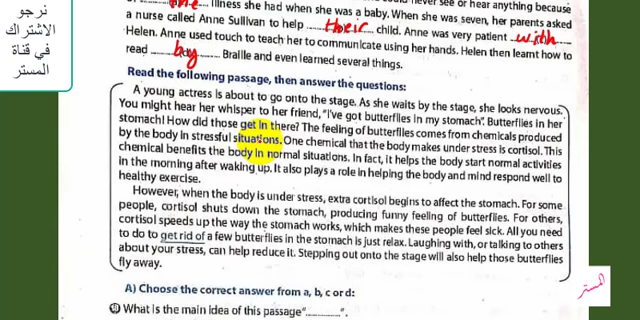 نرجو
الاشتراك
في قناة
المستر
the illness she had when she was a baby. When she was seven, her parents asked
a nurse called Anne Sullivan to help their child. Anne was very patient with
Helen. Anne used touch to teach her to communicate using her hands. Helen then learnt how to
read by Braille and even learned several things.
Read the following passage, then answer the questions:
A young actress is about to go onto the stage. As she waits by the stage, she looks nervous.
You might hear her whisper to her friend, "I've got butterflies in my stomach". Butterflies in her
stomach! How did those get in there? The feeling of butterflies comes from chemicals produced
by the body in stressful situations. One chemical that the body makes under stress is cortisol. This
chemical benefits the body in normal situations. In fact, it helps the body start normal activities
in the morning after waking up. It also plays a role in helping the body and mind respond well to
healthy exercise.
However, when the body is under stress, extra cortisol begins to affect the stomach. For some
people, cortisol shuts down the stomach, producing funny feeling of butterflies. For others,
cortisol speeds up the way the stomach works, which makes these people feel sick. All you need
to do to get rid of a few butterflies in the stomach is just relax. Laughing with, or talking to others
about your stress, can help reduce it. Stepping out onto the stage will also help those butterflies
fly away.
A) Choose the correct answer from a, b, c or d:
What is the main idea of this passage "........".
المستر